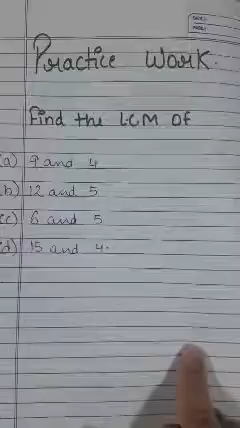 Practice Work.
Find the LCM of
(a) 9 and 4
(b) 12 and 5
(c) 6 and 5
(d) 15 and 4.